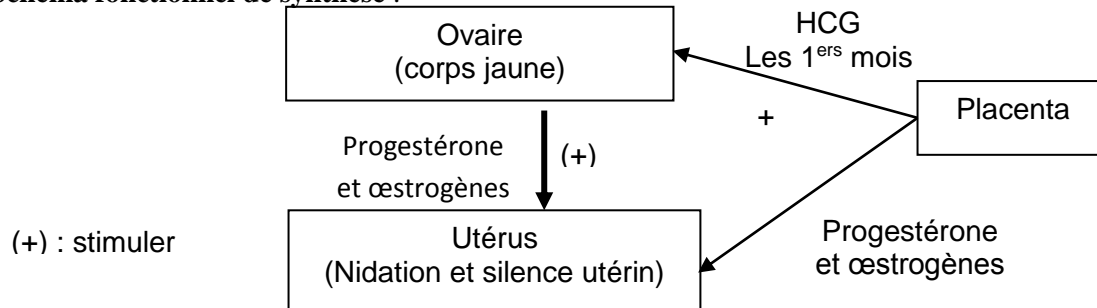 schéma fonctionnel de synthèse :
Ovaire
(corps jaune)
HCG
Les 1ers mois
+
Placenta
Progestérone
et œstrogènes
(+)
(+) : stimuler
Utérus
(Nidation et silence utérin)
Progestérone
et œstrogènes